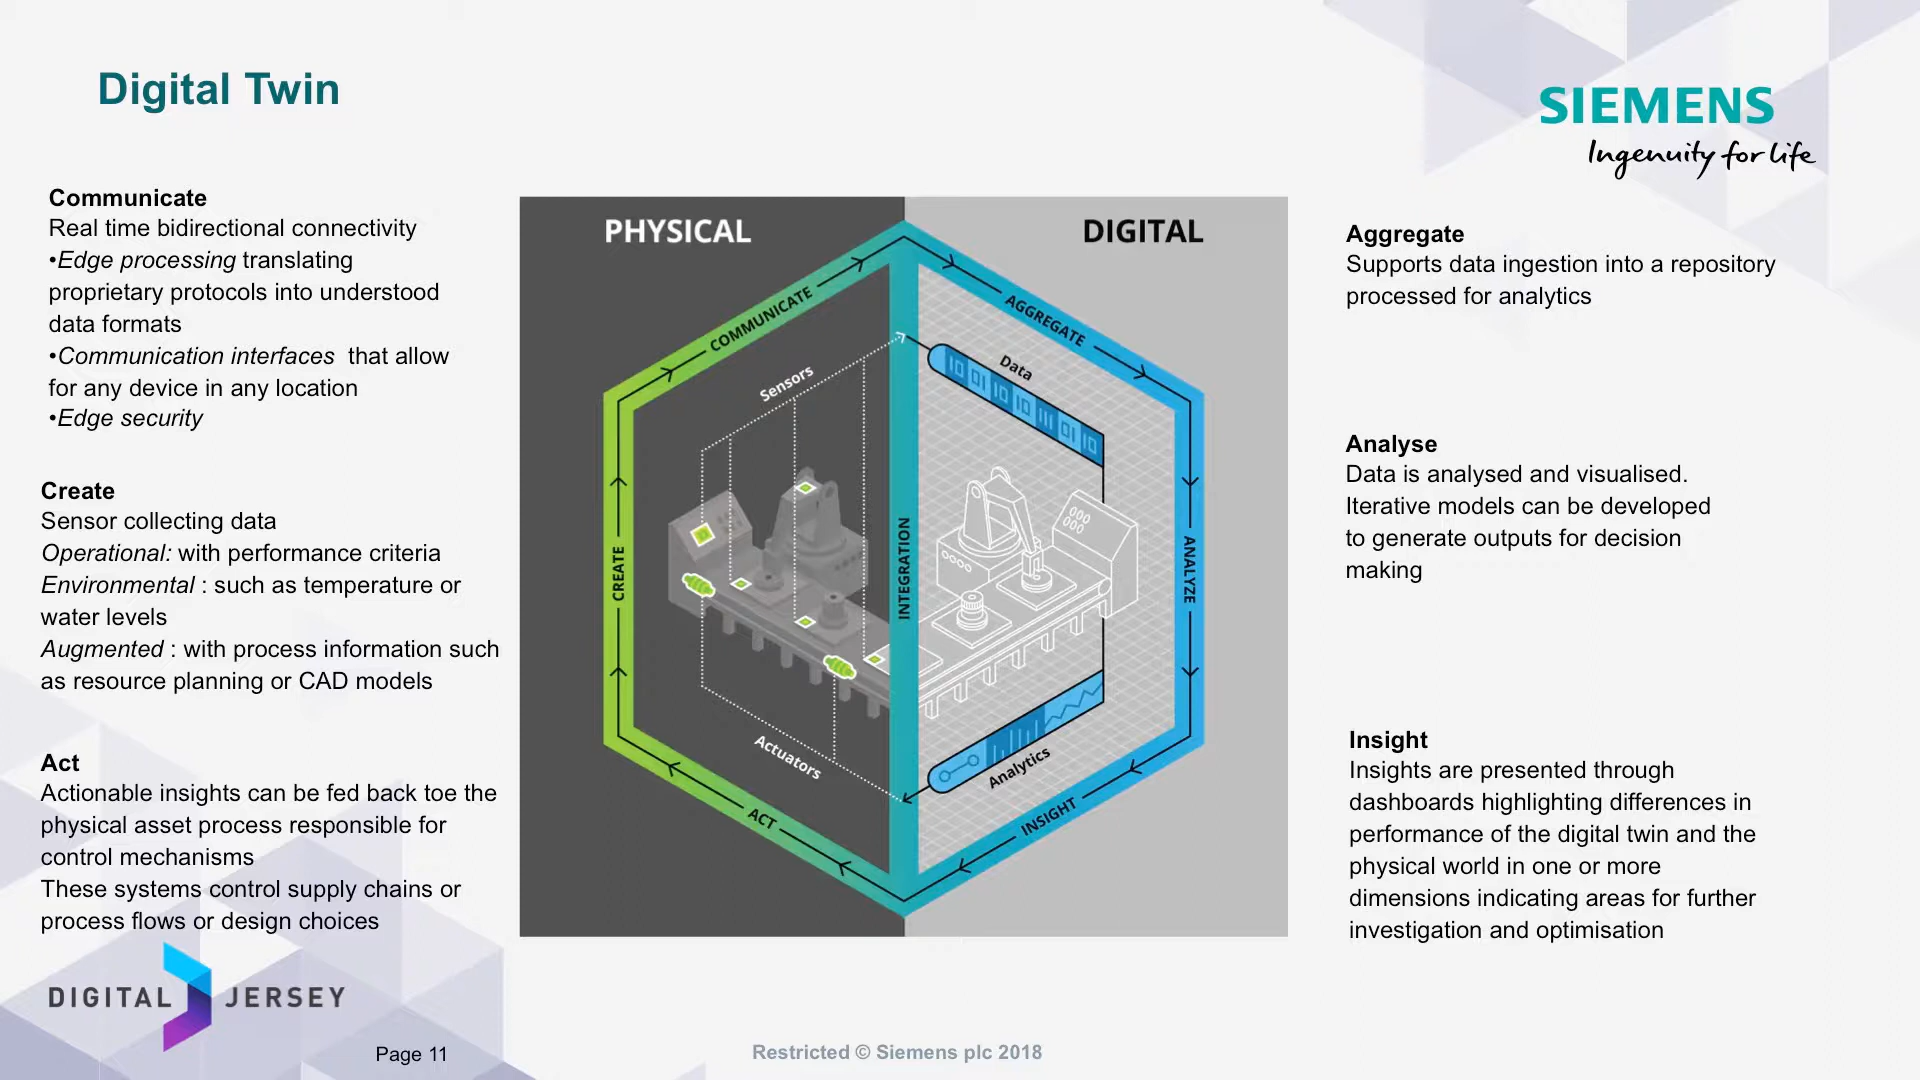 Digital Twin
SIEMENS
Ingenuity for life
Communicate
Real time bidirectional connectivity
•Edge processing translating
proprietary protocols into understood
data formats
•Communication interfaces that allow
for any device in any location
•Edge security
Create
Sensor collecting data
Operational: with performance criteria
Environmental : such as temperature or
water levels
Augmented : with process information such
as resource planning or CAD models
Act
Actionable insights can be fed back toe the
physical asset process responsible for
control mechanisms
These systems control supply chains or
process flows or design choices
PHYSICAL
DIGITAL
COMMUNICATE
AGGREGATE
Sensors
Data
10 01 10 10 111 01 10
CREATE
INTEGRATION
ANALYZE
Actuators
Analytics
ACT
INSIGHT
Aggregate
Supports data ingestion into a repository
processed for analytics
Analyse
Data is analysed and visualised.
Iterative models can be developed
to generate outputs for decision
making
Insight
Insights are presented through
dashboards highlighting differences in
performance of the digital twin and the
physical world in one or more
dimensions indicating areas for further
investigation and optimisation
DIGITAL JERSEY
Page 11
Restricted © Siemens plc 2018